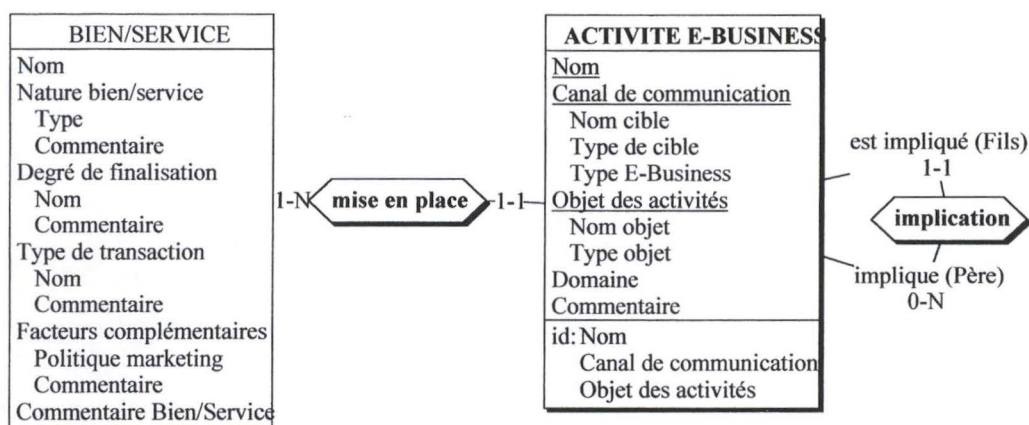 BIEN/SERVICE
Nom
Nature bien/service
Type
Commentaire
Degré de finalisation
Nom
Commentaire
Type de transaction
Nom
Commentaire
Facteurs complémentaires
Politique marketing
Commentaire
Commentaire Bien/Service
1-N
mise en place
1-1
ACTIVITE E-BUSINESS
Nom
Canal de communication
Nom cible
Type de cible
Type E-Business
Objet des activités
Nom objet
Type objet
Domaine
Commentaire
id: Nom
Canal de communication
Objet des activités
est impliqué (Fils)
1-1
implication
implique (Père)
0-N